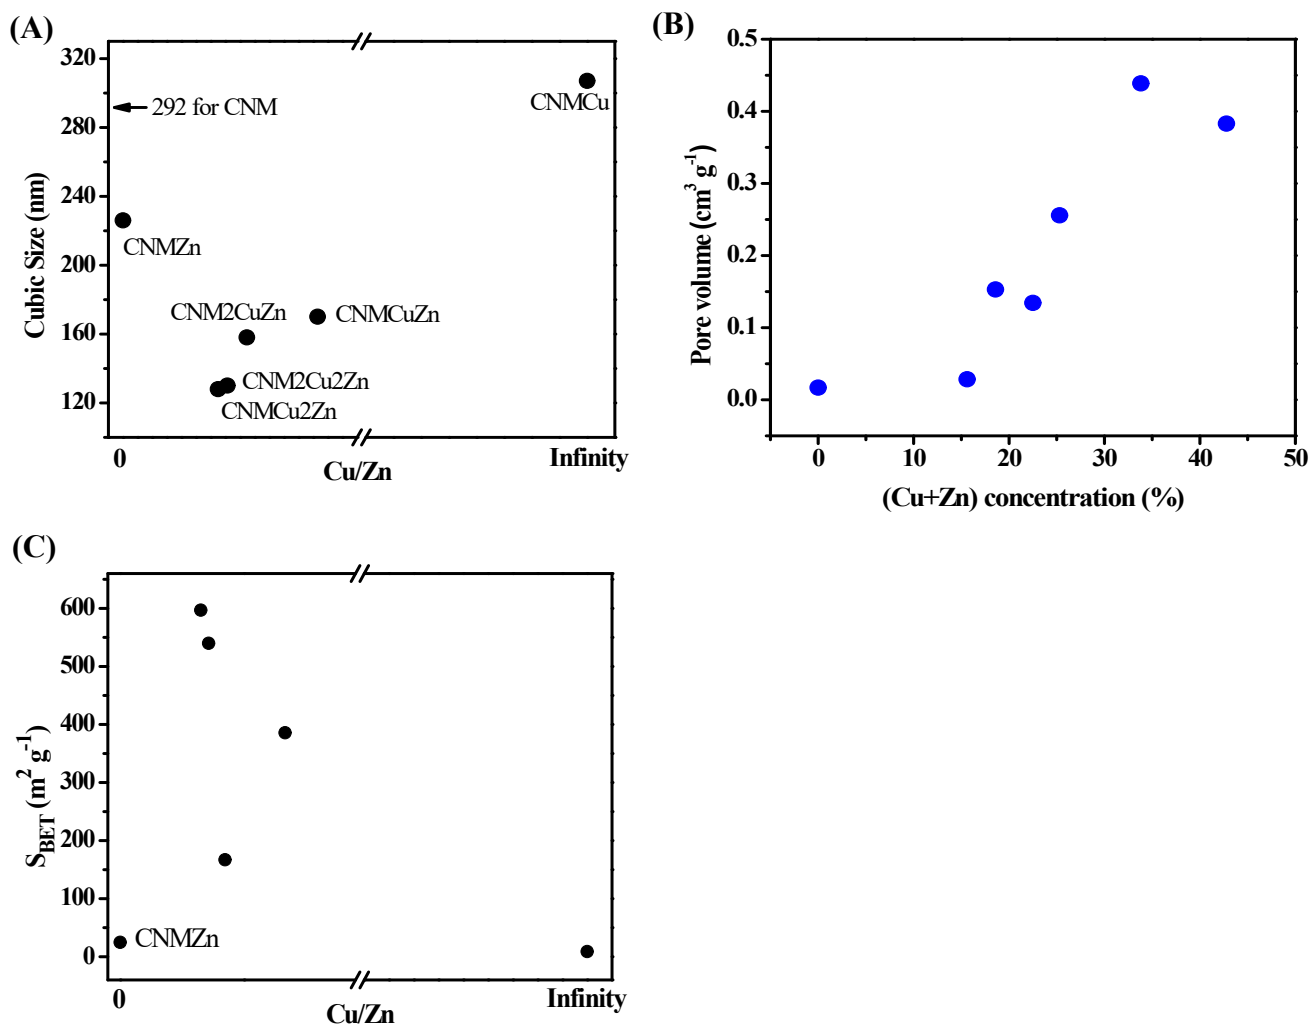 (A)
320
280
240
200
160
120
Cubic Size (nm)
292 for CNM
CNMCu
CNMZn
CNM2CuZn
CNMCuZn
CNM2Cu2Zn
CNMCu2Zn
0
Infinity
Cu/Zn
(B)
0.5
0.4
0.3
0.2
0.1
0.0
Pore volume (cm³ g⁻¹)
0 10 20 30 40 50
(Cu+Zn) concentration (%)
(C)
600
500
400
300
200
100
0
S_BET (m² g⁻¹)
CNMZn
0
Infinity
Cu/Zn